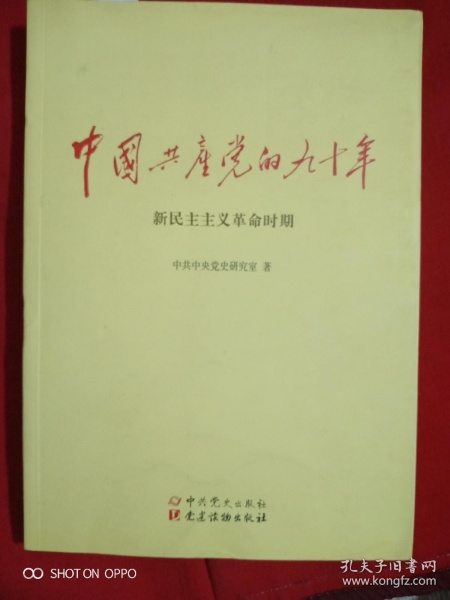 中國共産党的九十年
新民主主义革命时期
中共中央党史研究室 著
中共党史出版社
党建读物出版社
SHOT ON OPPO
孔夫子旧书网
www.kongfz.com